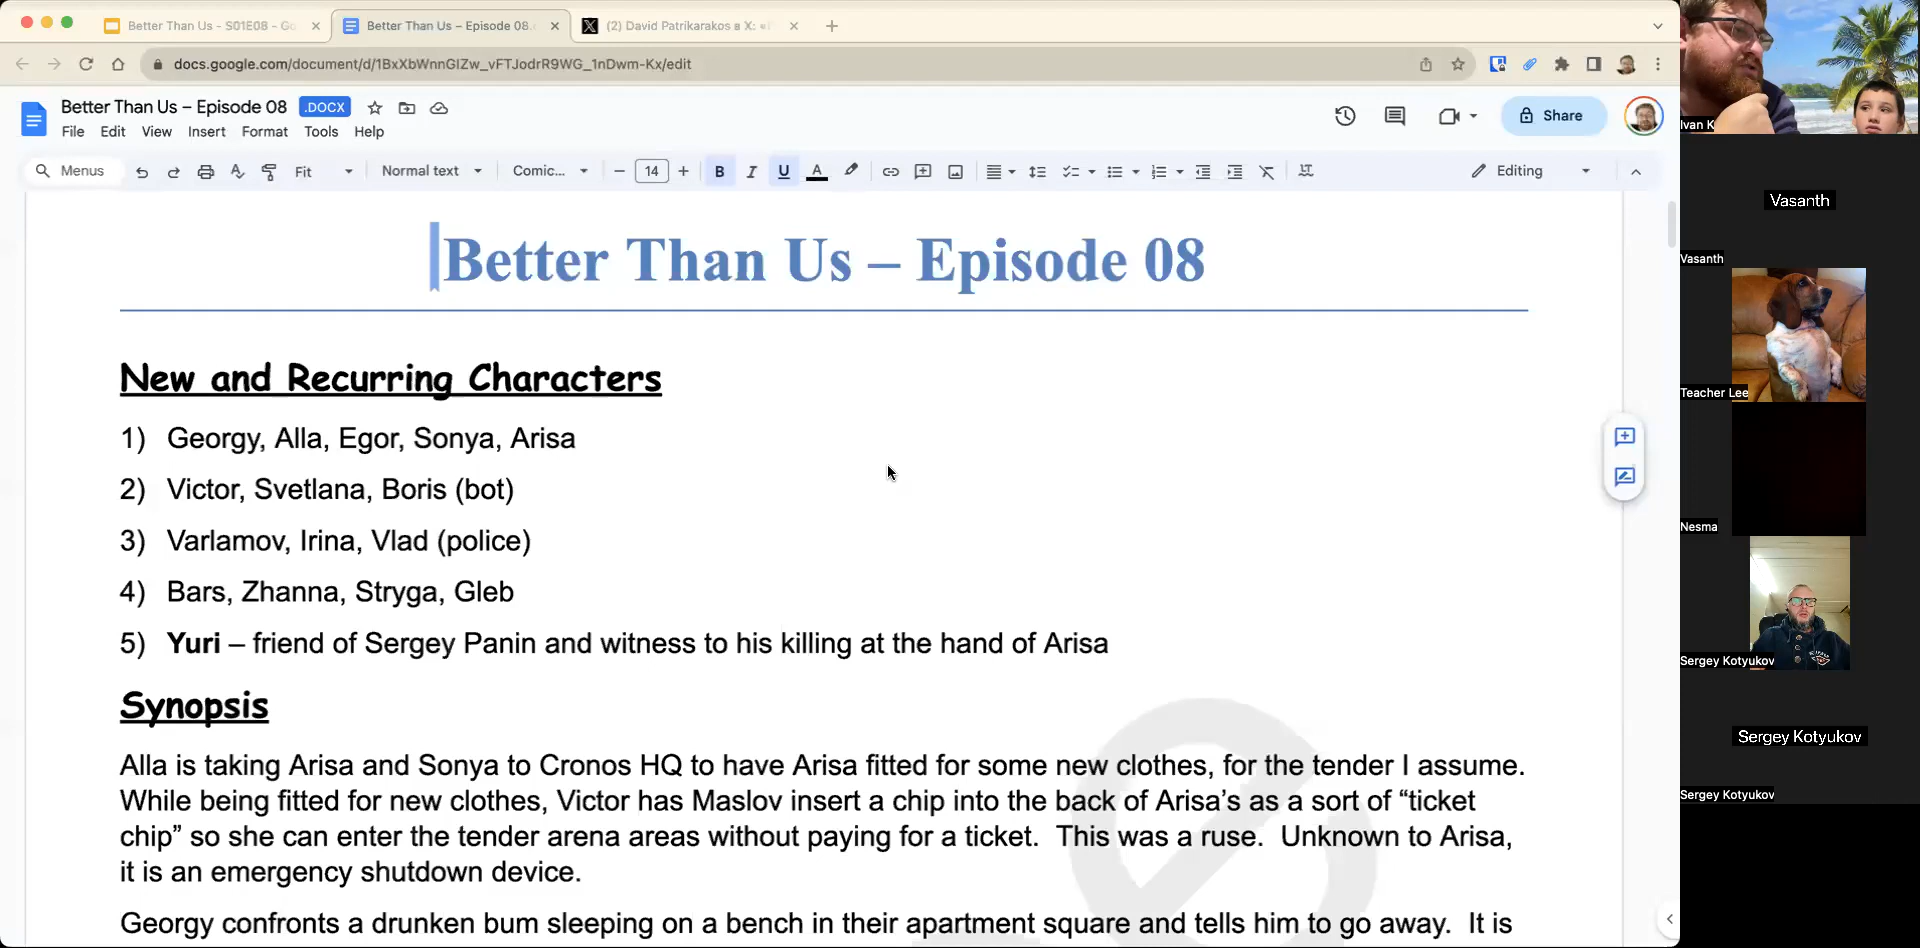 Better Than Us - S01E08 - Go
Better Than Us – Episode 08.
(2) David Patrikarakos в X: «
docs.google.com/document/d/1BxXbWnnGIZw_vFTJodrR9WG_1nDwm-Kx/edit
Better Than Us – Episode 08 .DOCX
File Edit View Insert Format Tools Help
Share
Menus Fit Normal text Comic... 14 B I U A Editing
Better Than Us – Episode 08
New and Recurring Characters
1) Georgy, Alla, Egor, Sonya, Arisa
2) Victor, Svetlana, Boris (bot)
3) Varlamov, Irina, Vlad (police)
4) Bars, Zhanna, Stryga, Gleb
5) Yuri – friend of Sergey Panin and witness to his killing at the hand of Arisa
Synopsis
Alla is taking Arisa and Sonya to Cronos HQ to have Arisa fitted for some new clothes, for the tender I assume.
While being fitted for new clothes, Victor has Maslov insert a chip into the back of Arisa’s as a sort of “ticket
chip” so she can enter the tender arena areas without paying for a ticket. This was a ruse. Unknown to Arisa,
it is an emergency shutdown device.
Georgy confronts a drunken bum sleeping on a bench in their apartment square and tells him to go away. It is
Ivan K
Vasanth
Vasanth
Teacher Lee
Nesma
Sergey Kotyukov
Sergey Kotyukov
Sergey Kotyukov